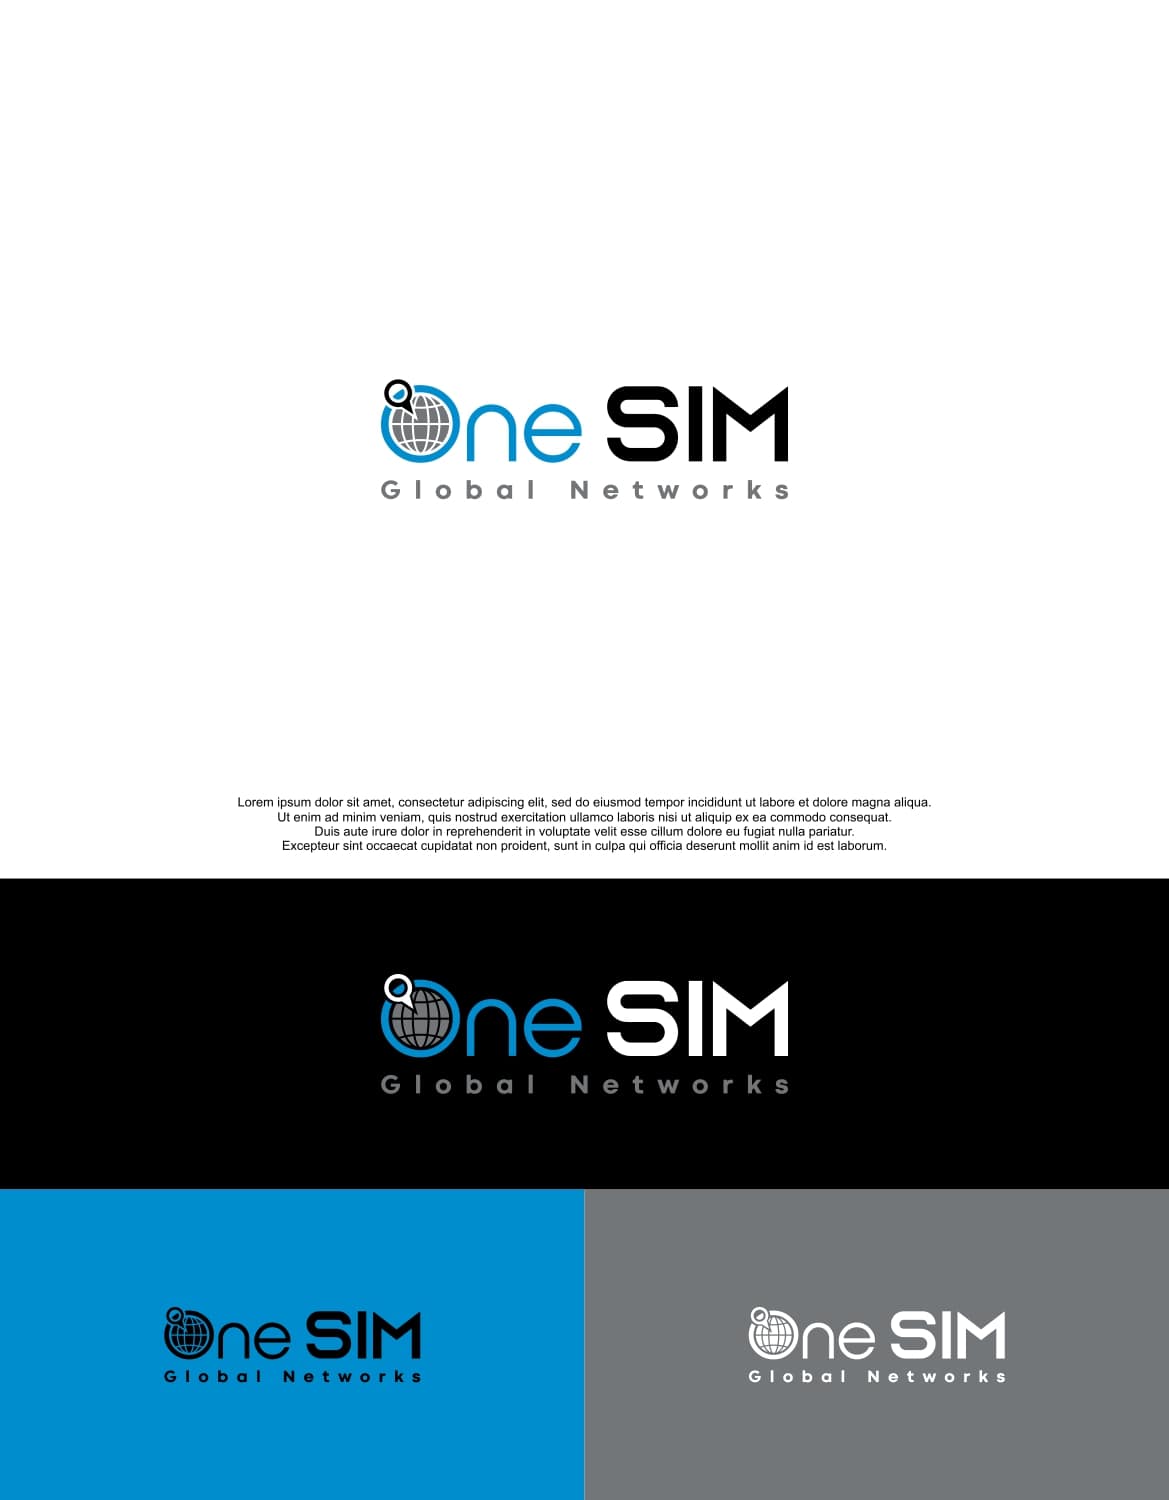 One SIM
Global Networks
Lorem ipsum dolor sit amet, consectetur adipiscing elit, sed do eiusmod tempor incididunt ut labore et dolore magna aliqua.
Ut enim ad minim veniam, quis nostrud exercitation ullamco laboris nisi ut aliquip ex ea commodo consequat.
Duis aute irure dolor in reprehenderit in voluptate velit esse cillum dolore eu fugiat nulla pariatur.
Excepteur sint occaecat cupidatat non proident, sunt in culpa qui officia deserunt mollit anim id est laborum.
One SIM
Global Networks
One SIM
Global Networks
One SIM
Global Networks